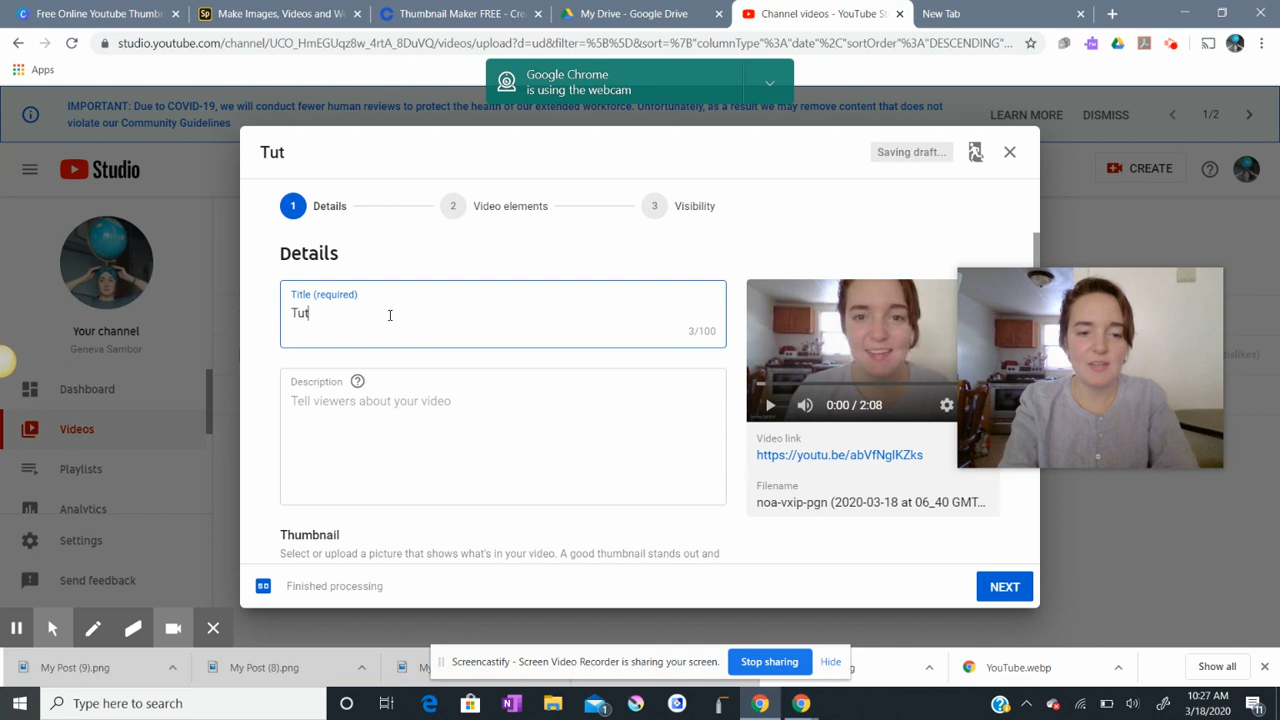 Free Online Youtube Thumb
Make Images, Videos and W
Thumbnail Maker FREE - Cre
My Drive - Google Drive
Channel videos - YouTube St
New Tab
studio.youtube.com/channel/UCO_HmEGUqz8w_4rtA_8DuVQ/videos/upload?d=ud&filter=%5B%5D&sort=%7B"columnType"%3A"date"%2C"sortOrder"%3A"DESCENDING"...
Apps
Google Chrome
is using the webcam
IMPORTANT: Due to COVID-19, we will conduct fewer human reviews to protect the health of our extended workforce. Unfortunately, as a result we may remove content that does not
violate our Community Guidelines
LEARN MORE
DISMISS
1/2
Studio
CREATE
Tut
Saving draft...
1 Details
2 Video elements
3 Visibility
Details
Title (required)
Tut
3/100
Description
Tell viewers about your video
Thumbnail
Select or upload a picture that shows what's in your video. A good thumbnail stands out and
0:00 / 2:08
Video link
https://youtu.be/abVfNglKZks
Filename
noa-vxip-pgn (2020-03-18 at 06_40 GMT...
dislikes)
Your channel
Geneva Sambor
Dashboard
Videos
Playlists
Analytics
Settings
Send feedback
SD
Finished processing
NEXT
My Post (9).png
My Post (8).png
M
Screencastify - Screen Video Recorder is sharing your screen.
Stop sharing
Hide
YouTube.webp
Show all
Type here to search
10:27 AM
3/18/2020